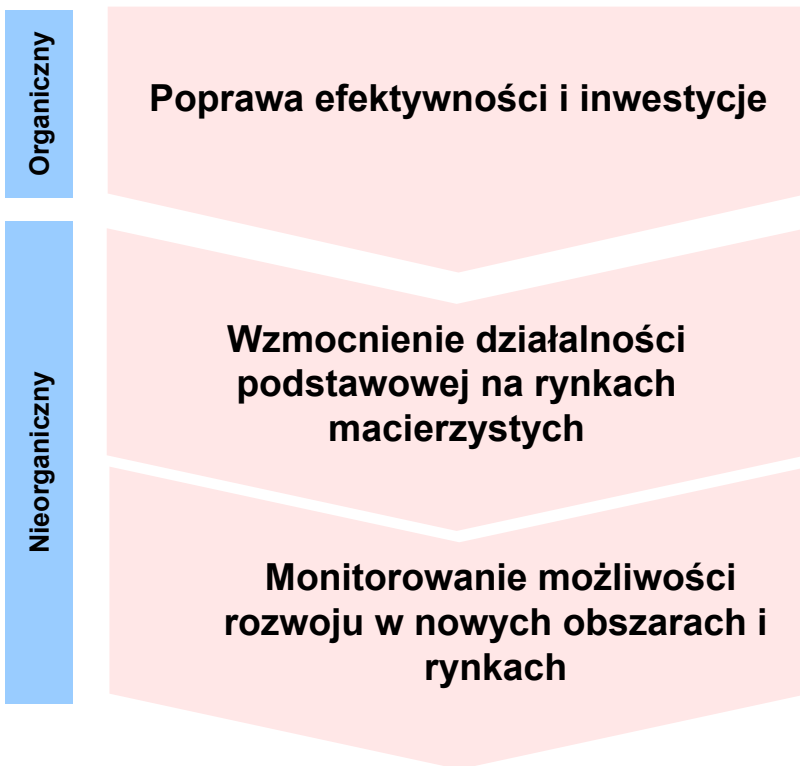 Organiczny
Poprawa efektywności i inwestycje
Nieorganiczny
Wzmocnienie działalności
podstawowej na rynkach
macierzystych
Monitorowanie możliwości
rozwoju w nowych obszarach i
rynkach